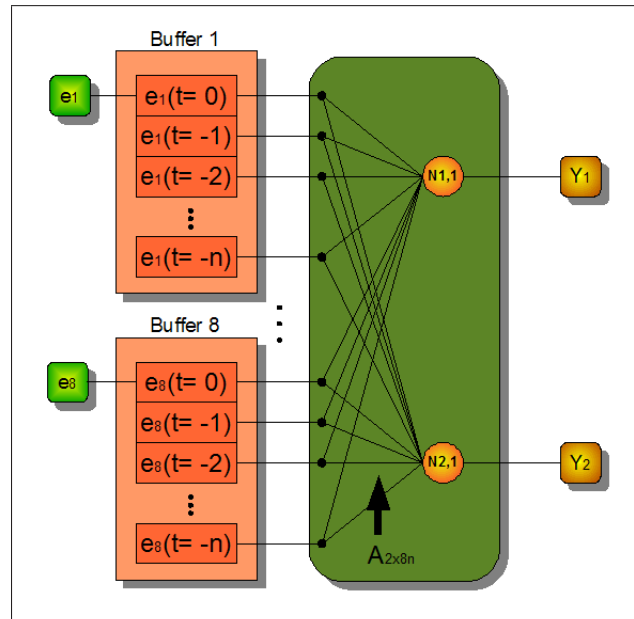 Buffer 1
e1
e1(t= 0)
e1(t= -1)
e1(t= -2)
e1(t= -n)
N1,1
Y1
Buffer 8
e8
e8(t= 0)
e8(t= -1)
e8(t= -2)
e8(t= -n)
N2,1
Y2
A2x8n